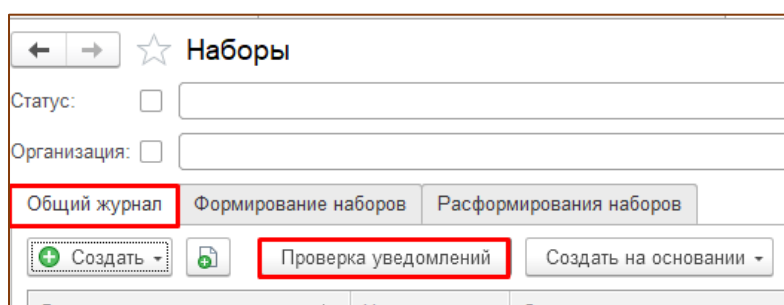 Наборы
Статус:
Организация:
Общий журнал Формирование наборов Расформирования наборов
Создать Проверка уведомлений Создать на основании